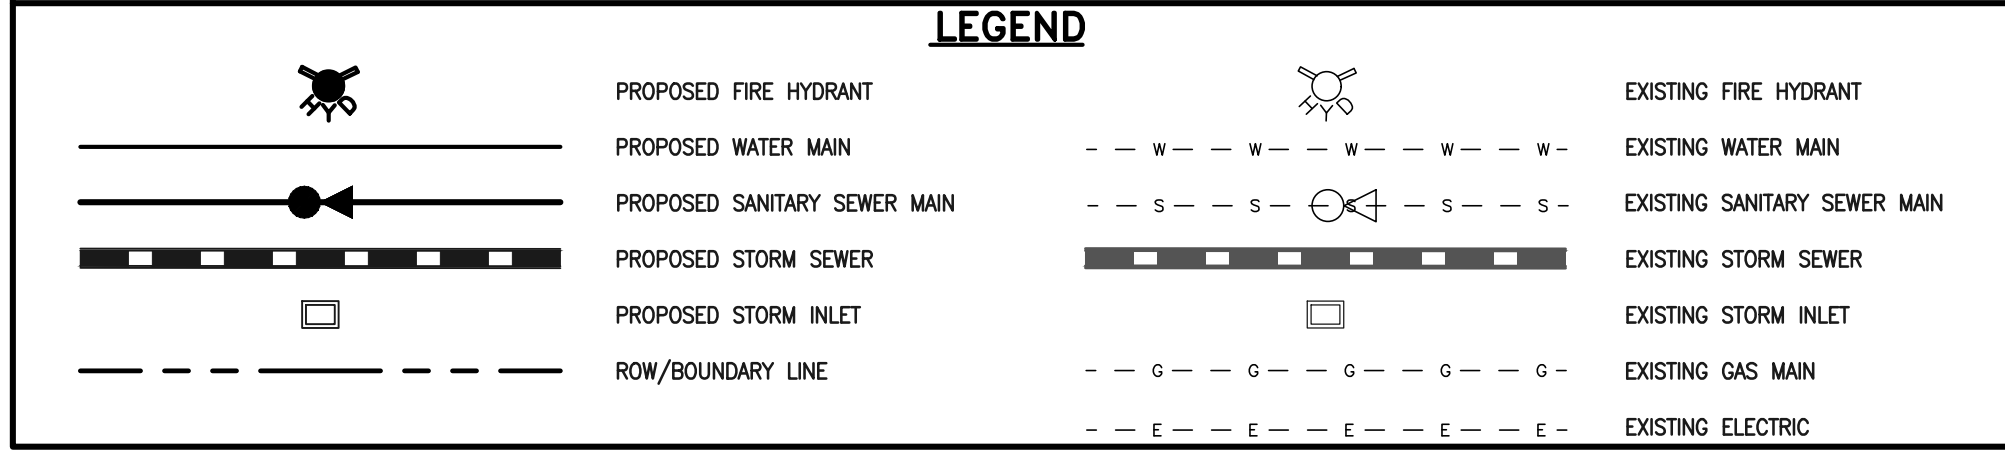 LEGEND
HYD PROPOSED FIRE HYDRANT HYD EXISTING FIRE HYDRANT
PROPOSED WATER MAIN W W W W W EXISTING WATER MAIN
PROPOSED SANITARY SEWER MAIN S S S S S EXISTING SANITARY SEWER MAIN
PROPOSED STORM SEWER EXISTING STORM SEWER
PROPOSED STORM INLET EXISTING STORM INLET
ROW/BOUNDARY LINE G G G G G EXISTING GAS MAIN
E E E E E EXISTING ELECTRIC